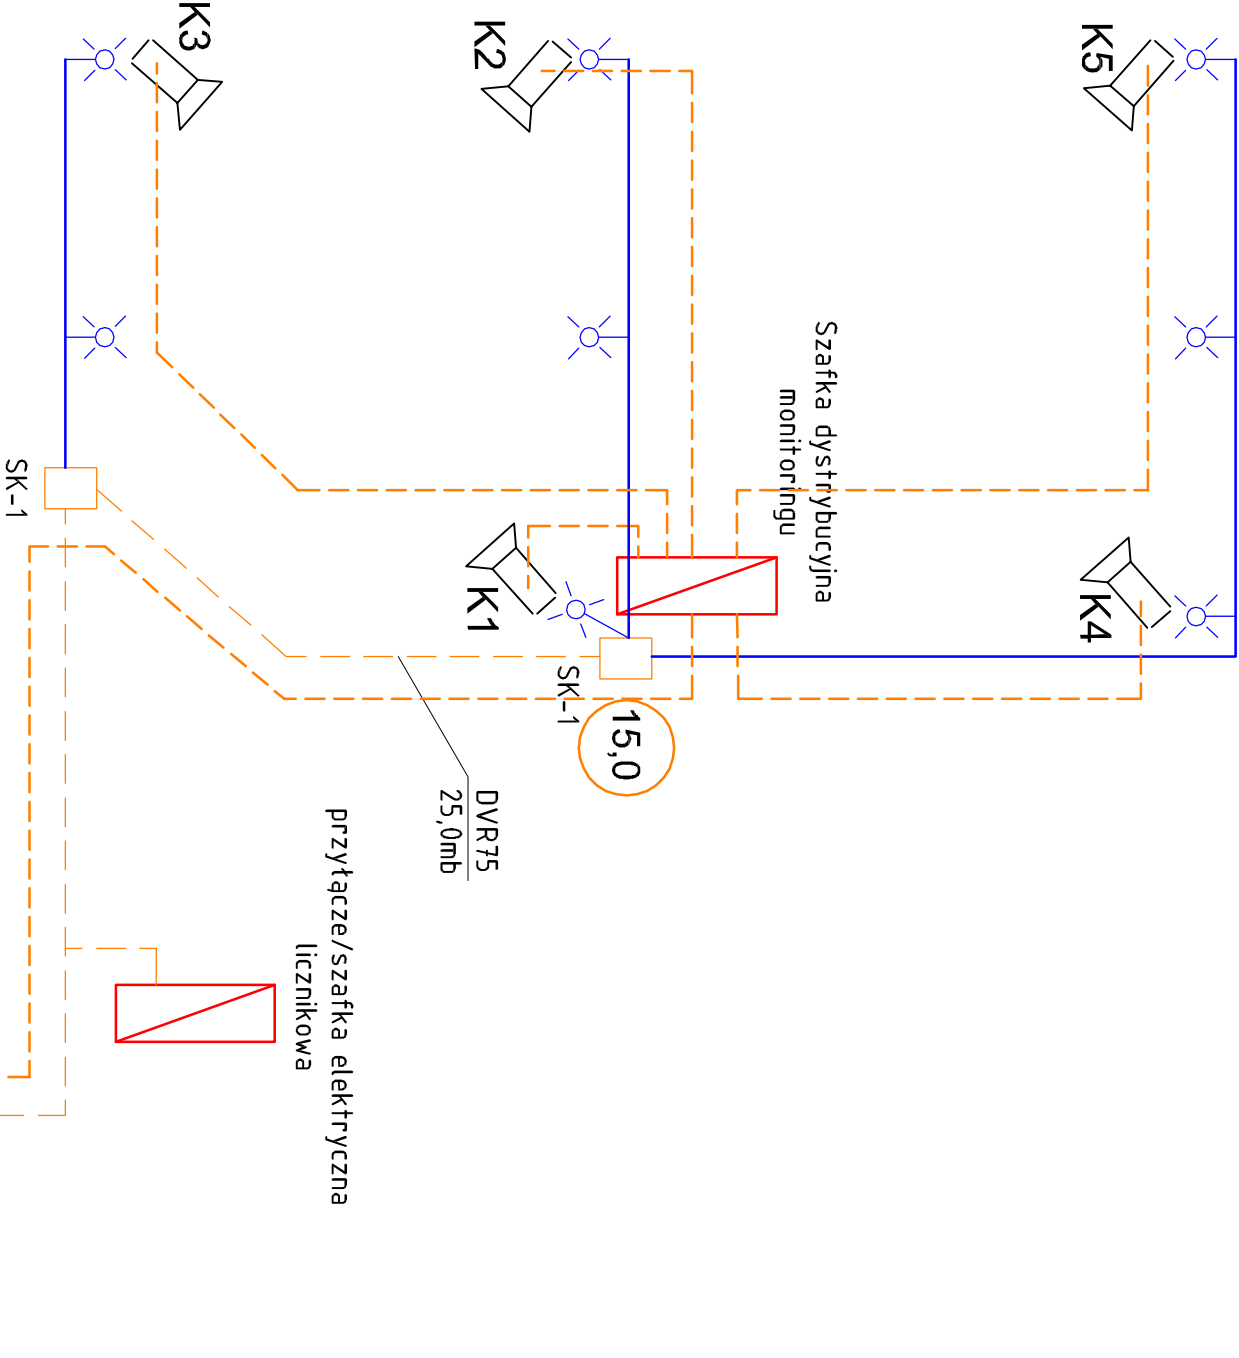 K3
K2
K5
Szafka dystrybucyjna
monitoringu
SK-1
K1
K4
SK-1
15,0
DVR75
25,0mb
przyłącze/szafka elektryczna
licznikowa